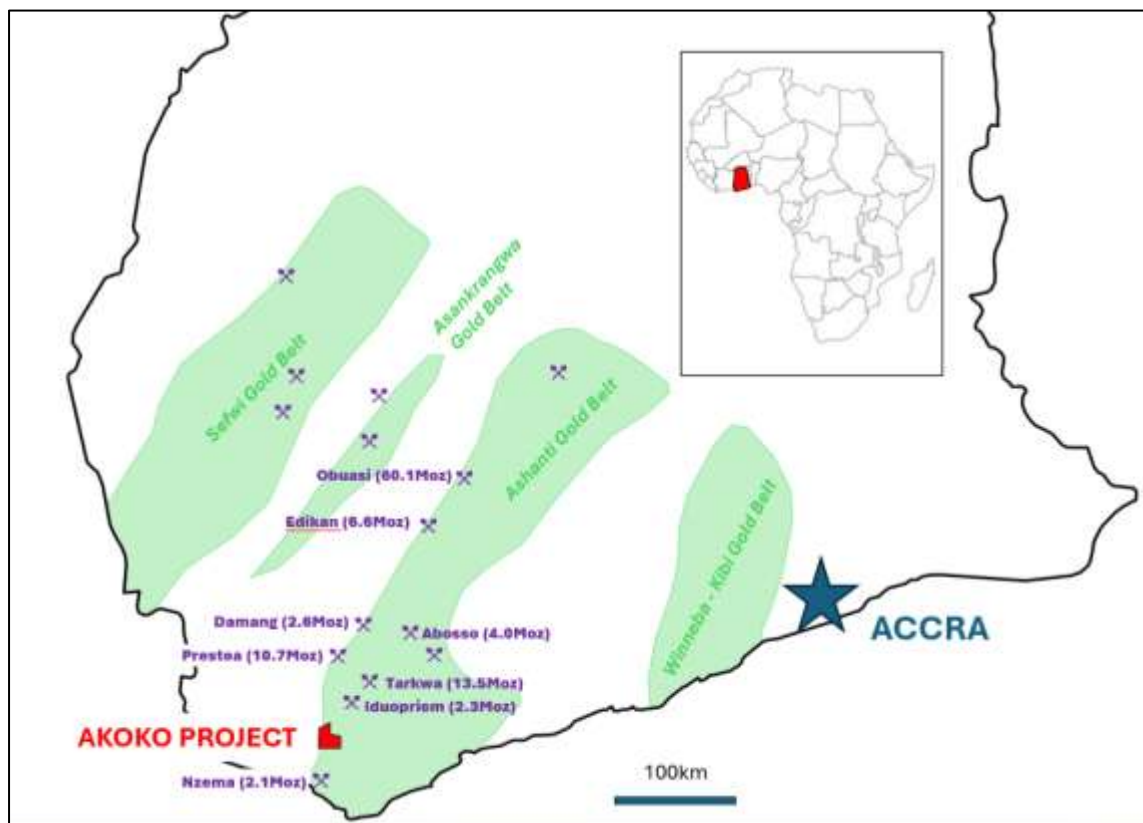 Asankrangwa
Gold Belt
Sefwi Gold Belt
Ashanti Gold Belt
Obuasi (60.1Moz)
Edikan (6.6Moz)
Winneba - Kibi Gold Belt
ACCRA
Damang (2.6Moz)
Abosso (4.0Moz)
Prestea (10.7Moz)
Tarkwa (13.5Moz)
Iduopriem (2.3Moz)
AKOKO PROJECT
Nzema (2.1Moz)
100km